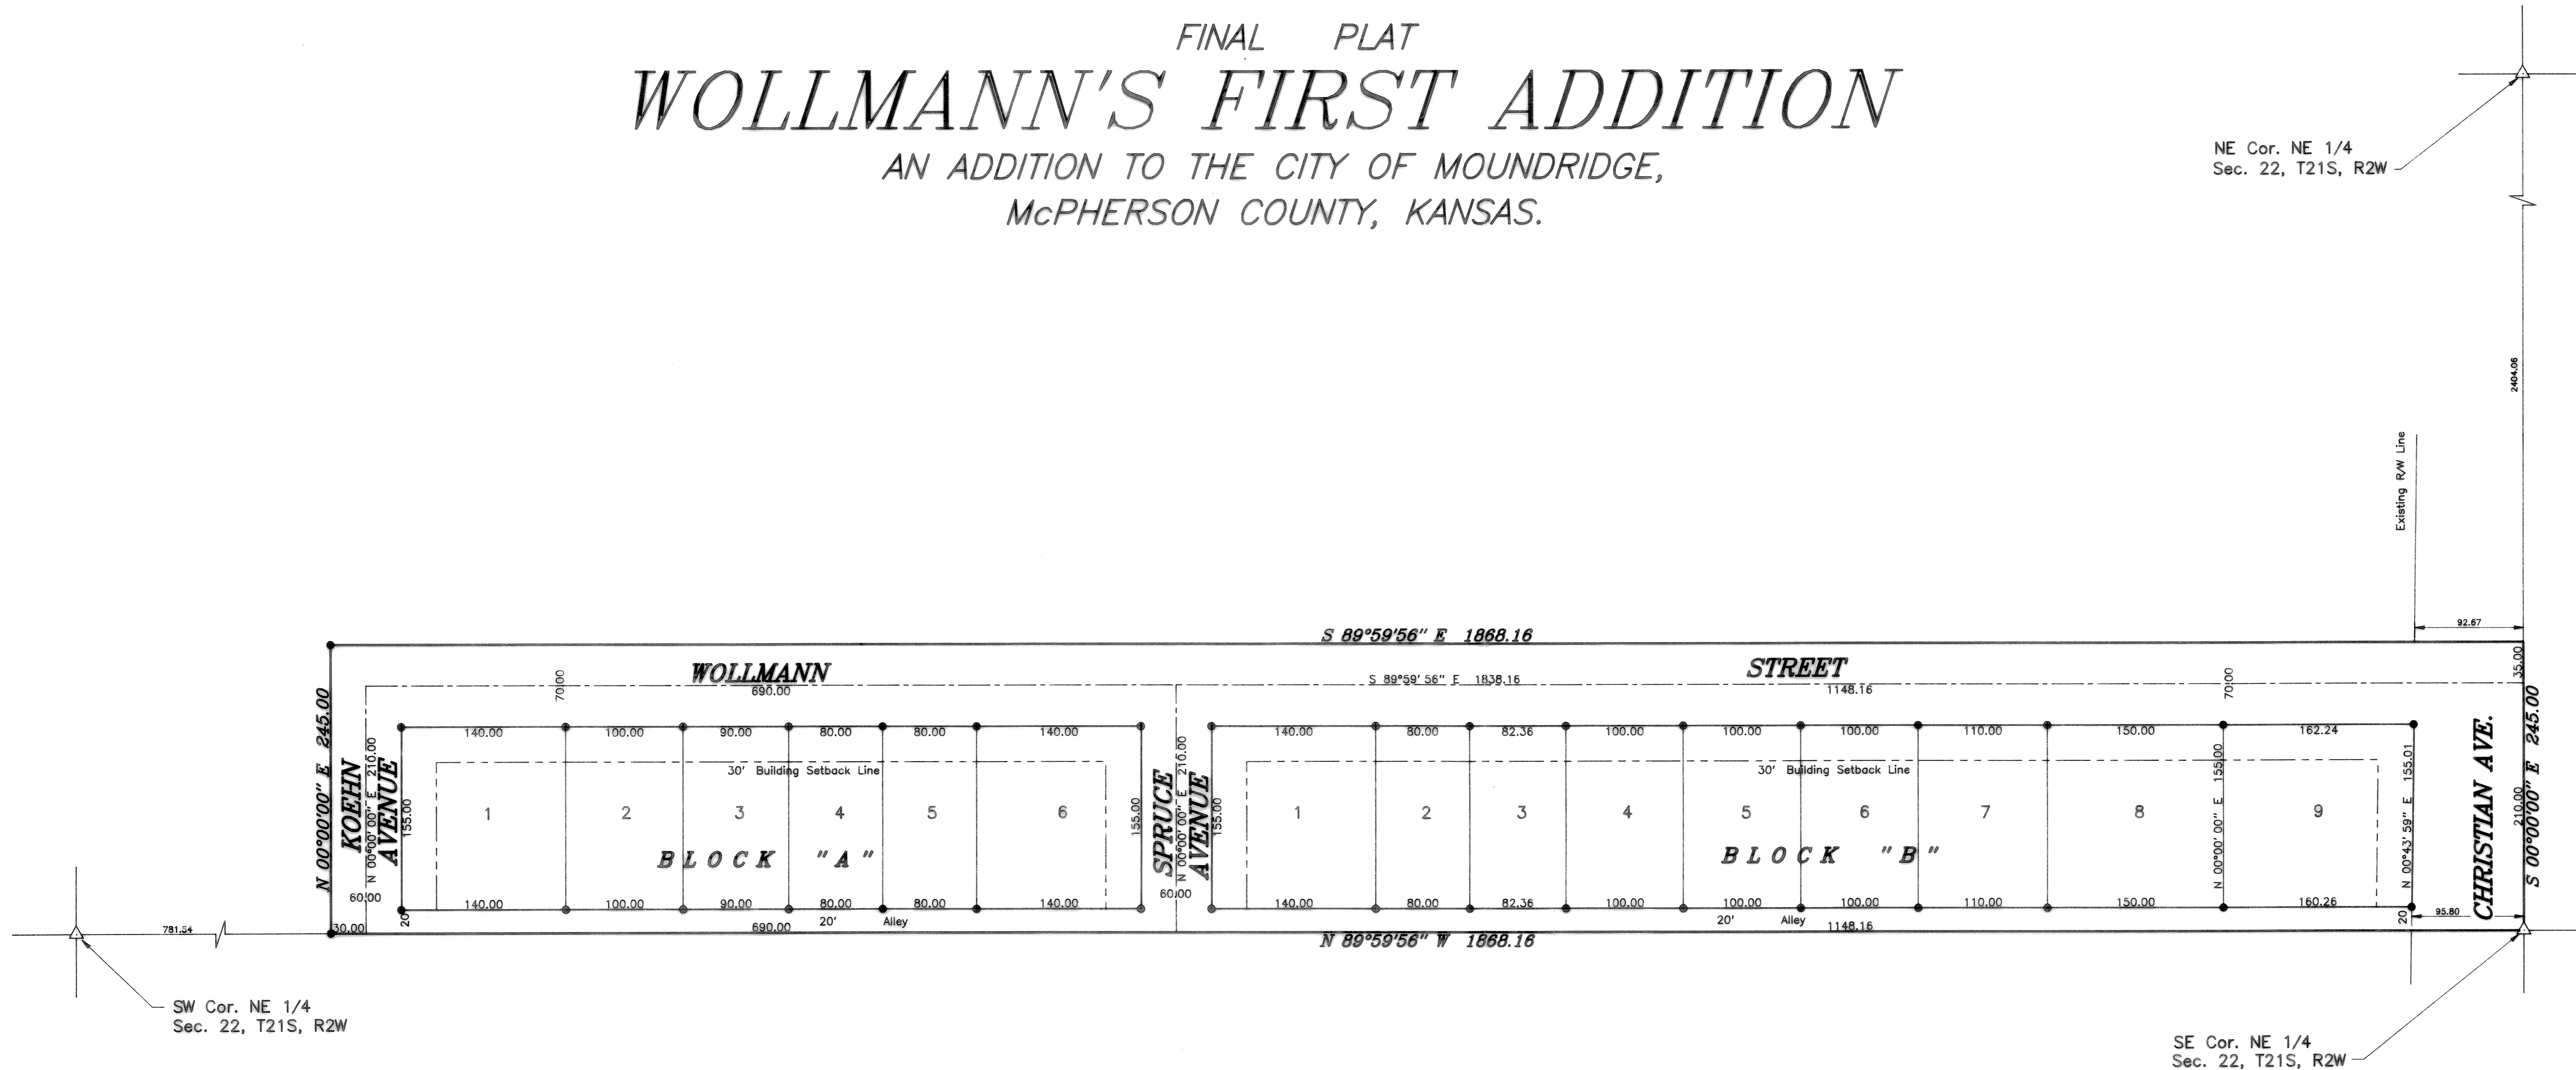 FINAL PLAT
WOLLMANN'S FIRST ADDITION
AN ADDITION TO THE CITY OF MOUNDRIDGE,
McPHERSON COUNTY, KANSAS.
NE Cor. NE 1/4
Sec. 22, T21S, R2W
2404.06
Existing R/W Line
92.67
S 89°59'56" E 1868.16
WOLLMANN STREET
70.00
690.00
S 89°59'56" E 1838.16
1148.16
70.00
35.00
N 00°00'00" E 245.00
KOEHN
AVENUE
N 00°00'00" E 210.00
155.00
60.00
30.00
20
140.00 100.00 90.00 80.00 80.00 140.00
30' Building Setback Line
1 2 3 4 5 6
BLOCK "A"
140.00 100.00 90.00 80.00 80.00 140.00
20' Alley
690.00
155.00
SPRUCE
AVENUE
N 00°00'00" E 210.00
155.00
60.00
140.00 80.00 82.36 100.00 100.00 100.00 110.00 150.00 162.24
30' Building Setback Line
1 2 3 4 5 6 7 8 9
BLOCK "B"
N 00°00'00" E 155.00
N 00°43'59" E 155.01
140.00 80.00 82.36 100.00 100.00 100.00 110.00 150.00 160.26
20' Alley
1148.16
20
95.80
CHRISTIAN AVE.
210.00
S 00°00'00" E 245.00
N 89°59'56" W 1868.16
781.54
SW Cor. NE 1/4
Sec. 22, T21S, R2W
SE Cor. NE 1/4
Sec. 22, T21S, R2W